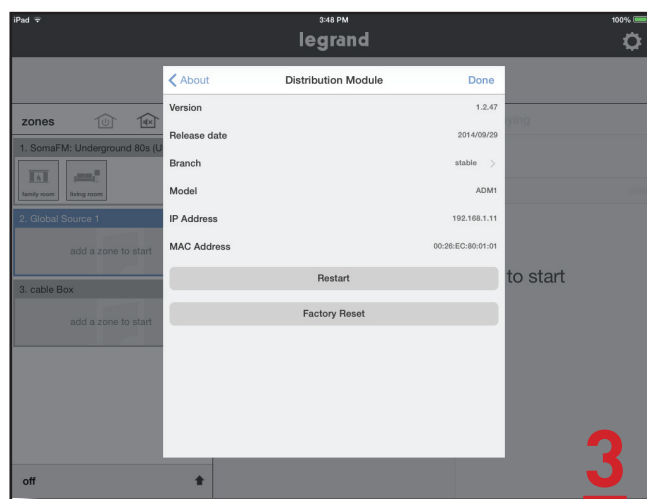 iPad 3:48 PM 100%
legrand
About Distribution Module Done
Version 1.2.47
zones
Release date 2014/09/29
1. SomaFM: Underground 80s (U
Branch stable
family room living room
Model ADM1
2. Global Source 1
IP Address 192.168.1.11
add a zone to start
MAC Address 00:26:EC:80:01:01
Restart
to start
3. cable Box
Factory Reset
add a zone to start
off
3